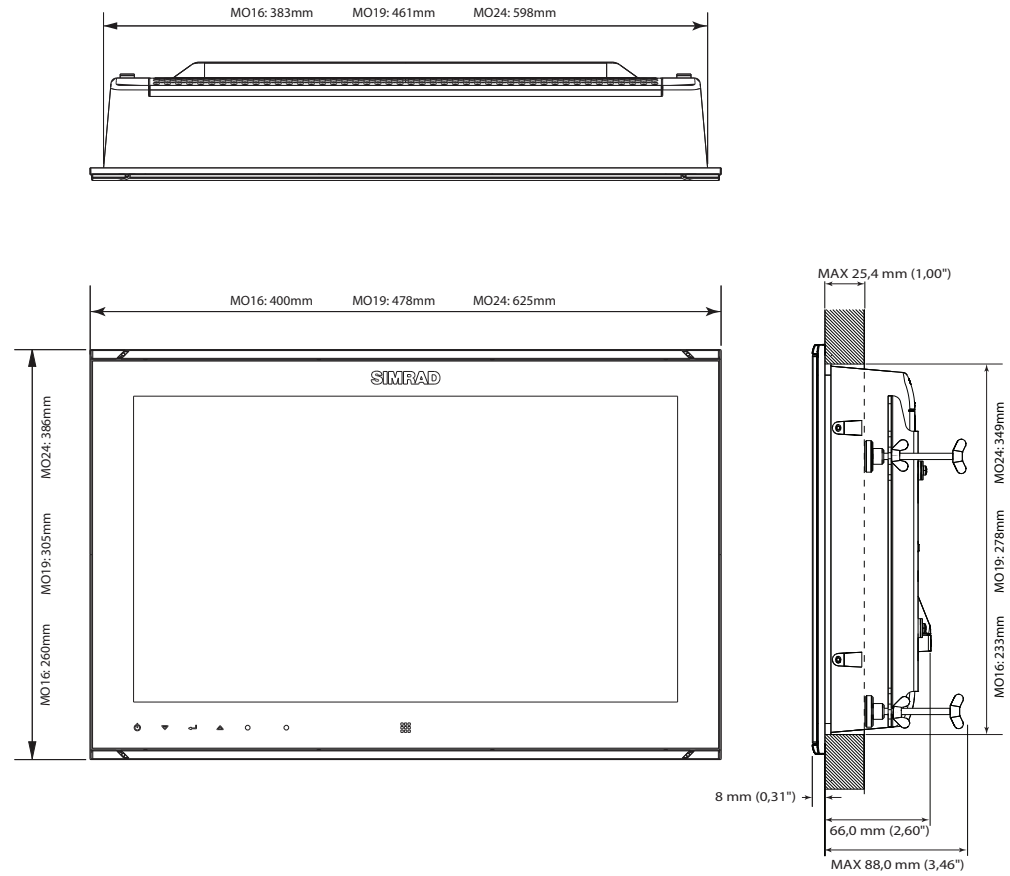 MO16: 383mm MO19: 461mm MO24: 598mm
MAX 25,4 mm (1,00")
MO16: 400mm MO19: 478mm MO24: 625mm
SIMRAD
MO16: 260mm MO19: 305mm MO24: 386mm
MO16: 233mm MO19: 278mm MO24: 349mm
8 mm (0,31")
66,0 mm (2,60")
MAX 88,0 mm (3,46")